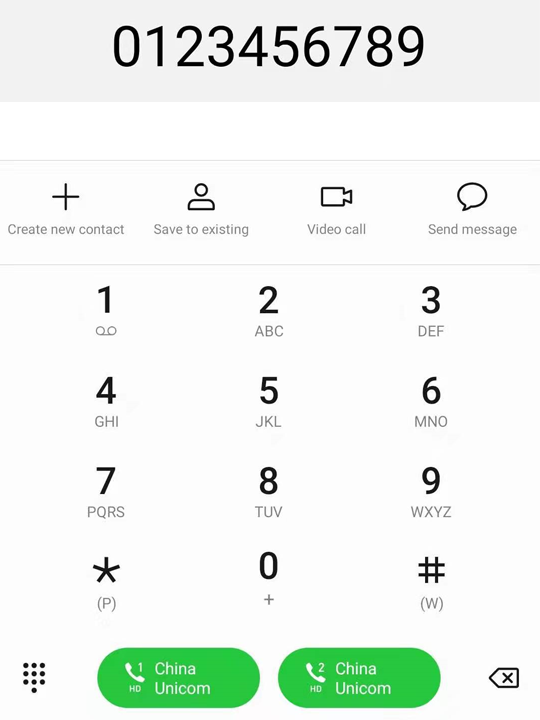 0123456789
Create new contact
Save to existing
Video call
Send message
1
2
ABC
3
DEF
4
GHI
5
JKL
6
MNO
7
PQRS
8
TUV
9
WXYZ
*
(P)
0
+
#
(W)
1
HD
China
Unicom
2
HD
China
Unicom